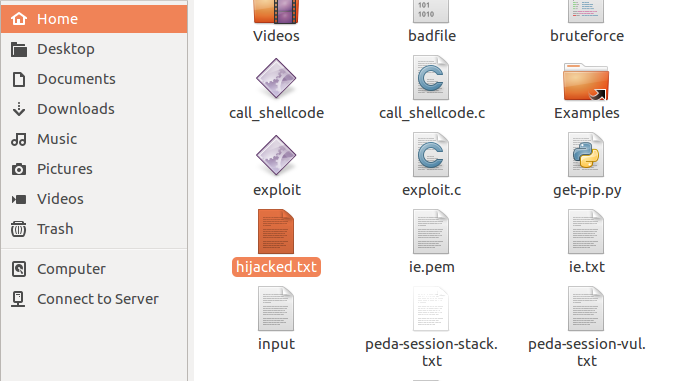 Home
Desktop
Documents
Downloads
Music
Pictures
Videos
Trash
Computer
Connect to Server
Videos
badfile
bruteforce
call_shellcode
call_shellcode.c
Examples
exploit
exploit.c
get-pip.py
hijacked.txt
ie.pem
ie.txt
input
peda-session-stack.
txt
peda-session-vul.
txt